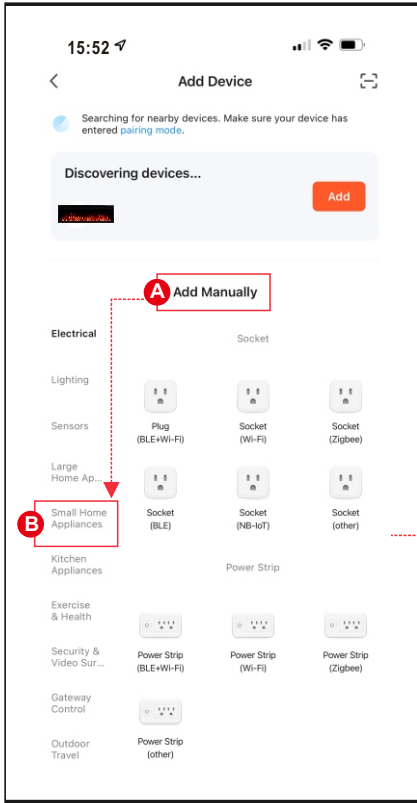 15:52
Add Device
Searching for nearby devices. Make sure your device has
entered pairing mode.
Discovering devices...
Add
A
Add Manually
Electrical
Lighting
Sensors
Large
Home Ap...
B
Small Home
Appliances
Kitchen
Appliances
Exercise
& Health
Security &
Video Sur...
Gateway
Control
Outdoor
Travel
Socket
Plug
(BLE+Wi-Fi)
Socket
(Wi-Fi)
Socket
(Zigbee)
Socket
(BLE)
Socket
(NB-IoT)
Socket
(other)
Power Strip
Power Strip
(BLE+Wi-Fi)
Power Strip
(Wi-Fi)
Power Strip
(Zigbee)
Power Strip
(other)